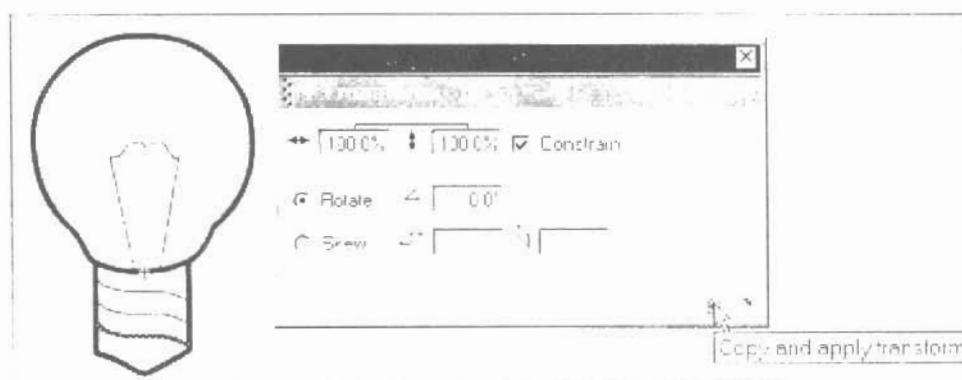 100.0% 100.0% Constrain
Rotate 0.0°
Skew
Copy and apply transform